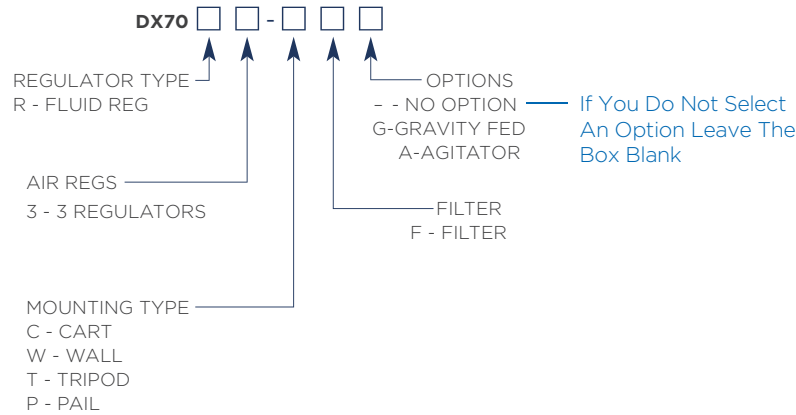 DX70 -
REGULATOR TYPE
R - FLUID REG
OPTIONS
– - NO OPTION
G-GRAVITY FED
A-AGITATOR
If You Do Not Select
An Option Leave The
Box Blank
AIR REGS
3 - 3 REGULATORS
FILTER
F - FILTER
MOUNTING TYPE
C - CART
W - WALL
T - TRIPOD
P - PAIL